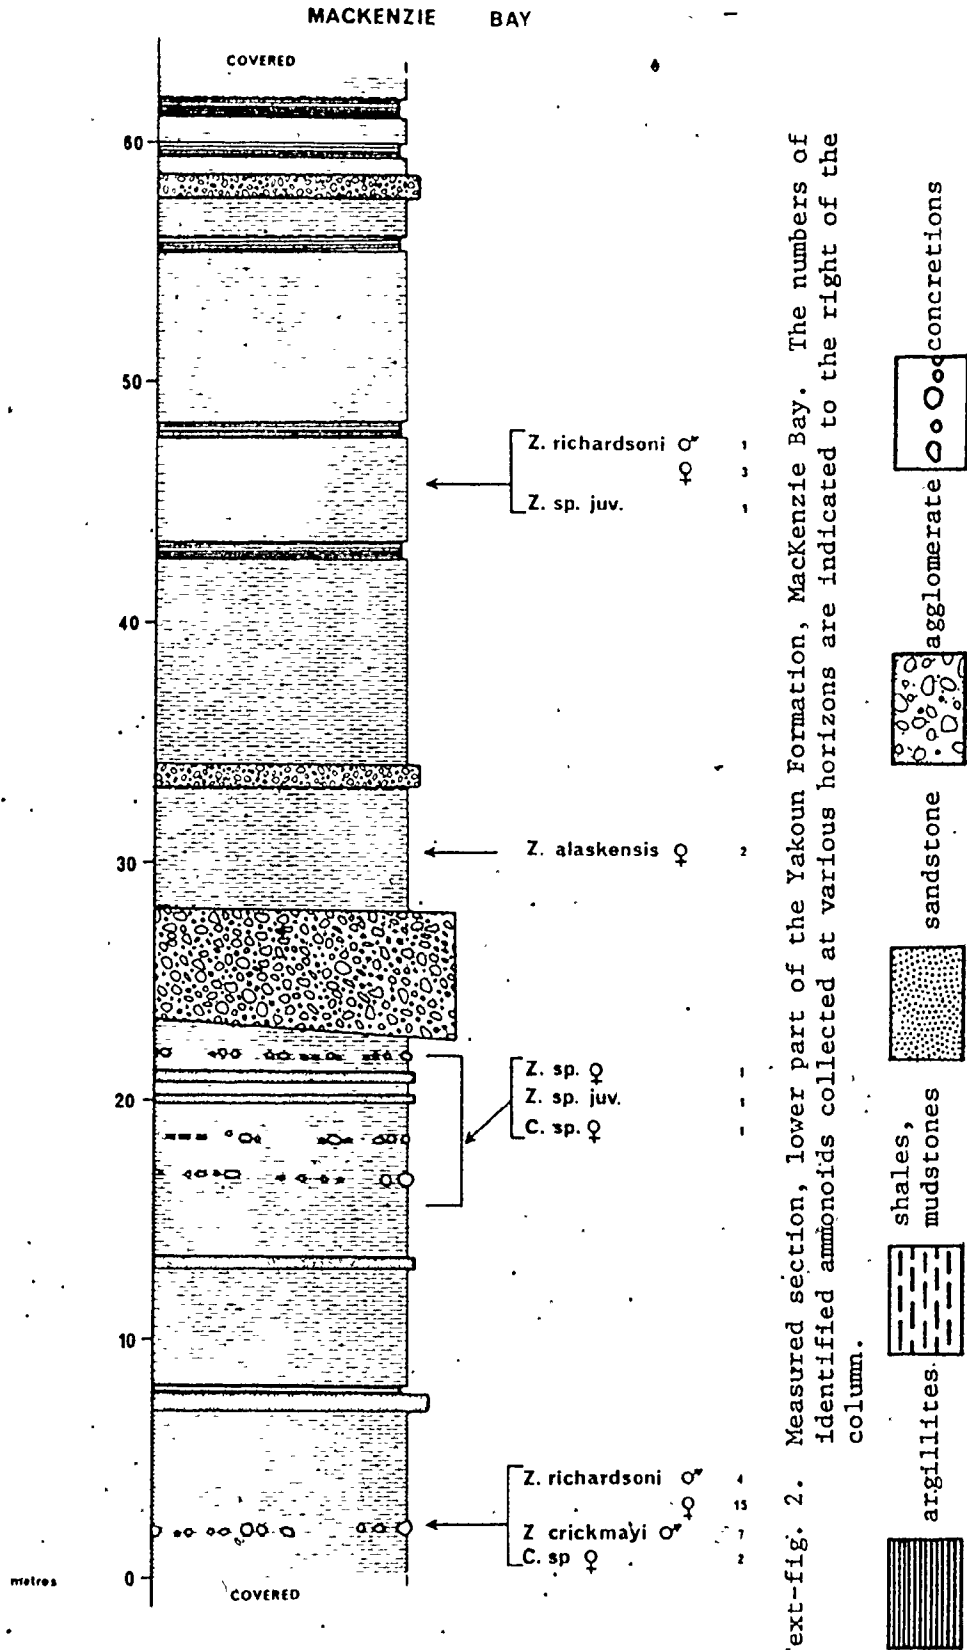 MACKENZIE BAY
COVERED
60
50
Z. richardsoni ♂ 1
♀ 3
Z. sp. juv. 1
40
30
Z. alaskensis ♀ 2
Z. sp. ♀ 1
Z. sp. juv. 1
C. sp. ♀ 1
20
10
Z. richardsoni ♂ 4
♀ 15
Z crickmayi ♂ 7
C. sp ♀ 2
metres 0
COVERED
ext-fig. 2. Measured section, lower part of the Yakoun Formation, MacKenzie Bay. The numbers of
identified ammonoids collected at various horizons are indicated to the right of the
column.
argillites
shales,
mudstones
sandstone
agglomerate
concretions